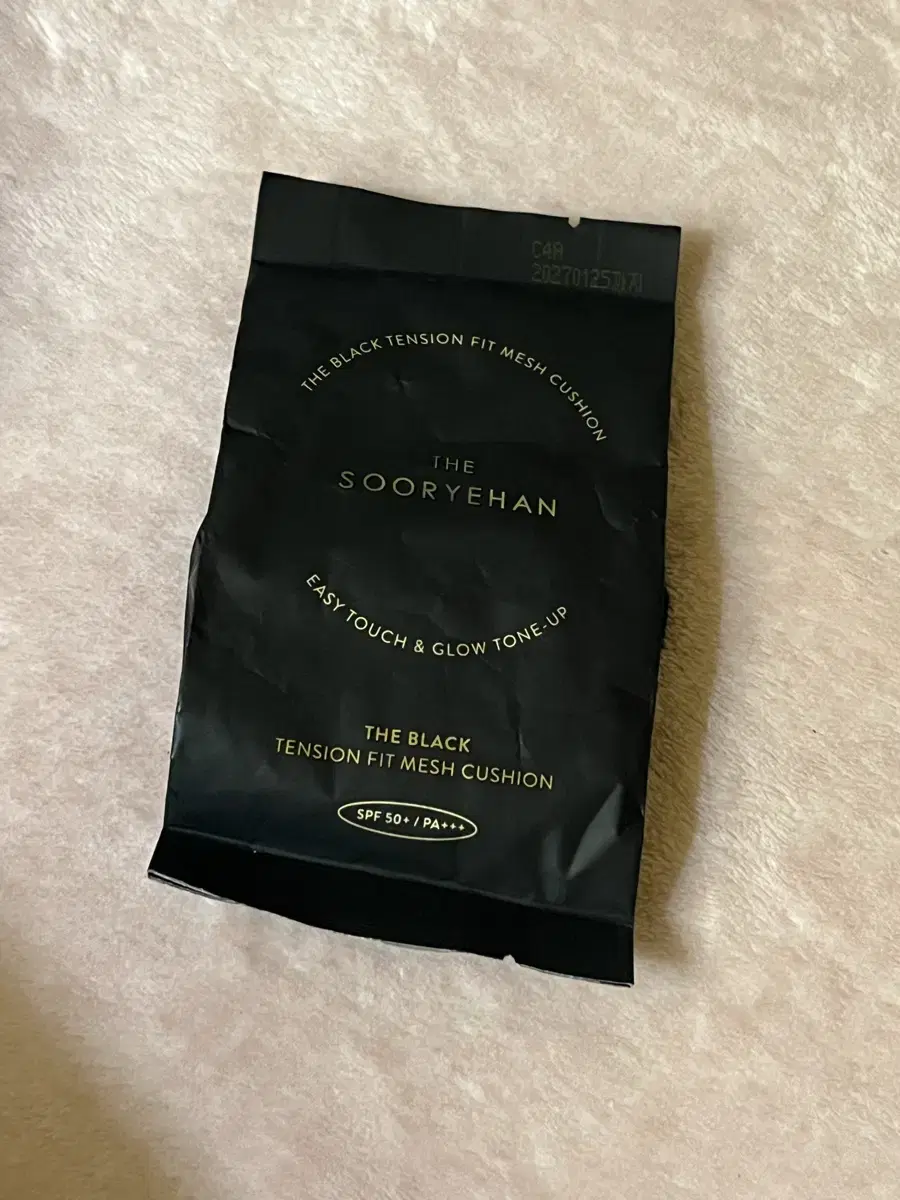 C4A
20270125까지
THE BLACK TENSION FIT MESH CUSHION
THE
SOORYEHAN
EASY TOUCH & GLOW TONE-UP
THE BLACK
TENSION FIT MESH CUSHION
SPF 50+ / PA+++